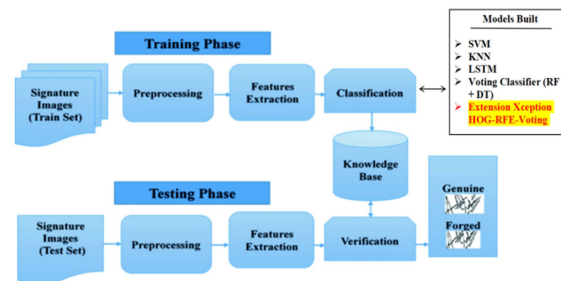 Training Phase
Signature
Images
(Train Set)
Preprocessing
Features
Extraction
Classification
Models Built
➢ SVM
➢ KNN
➢ LSTM
➢ Voting Classifier (RF
+ DT)
➢ Extension Xception
HOG-RFE-Voting
Knowledge
Base
Testing Phase
Signature
Images
(Test Set)
Preprocessing
Features
Extraction
Verification
Genuine
Forged